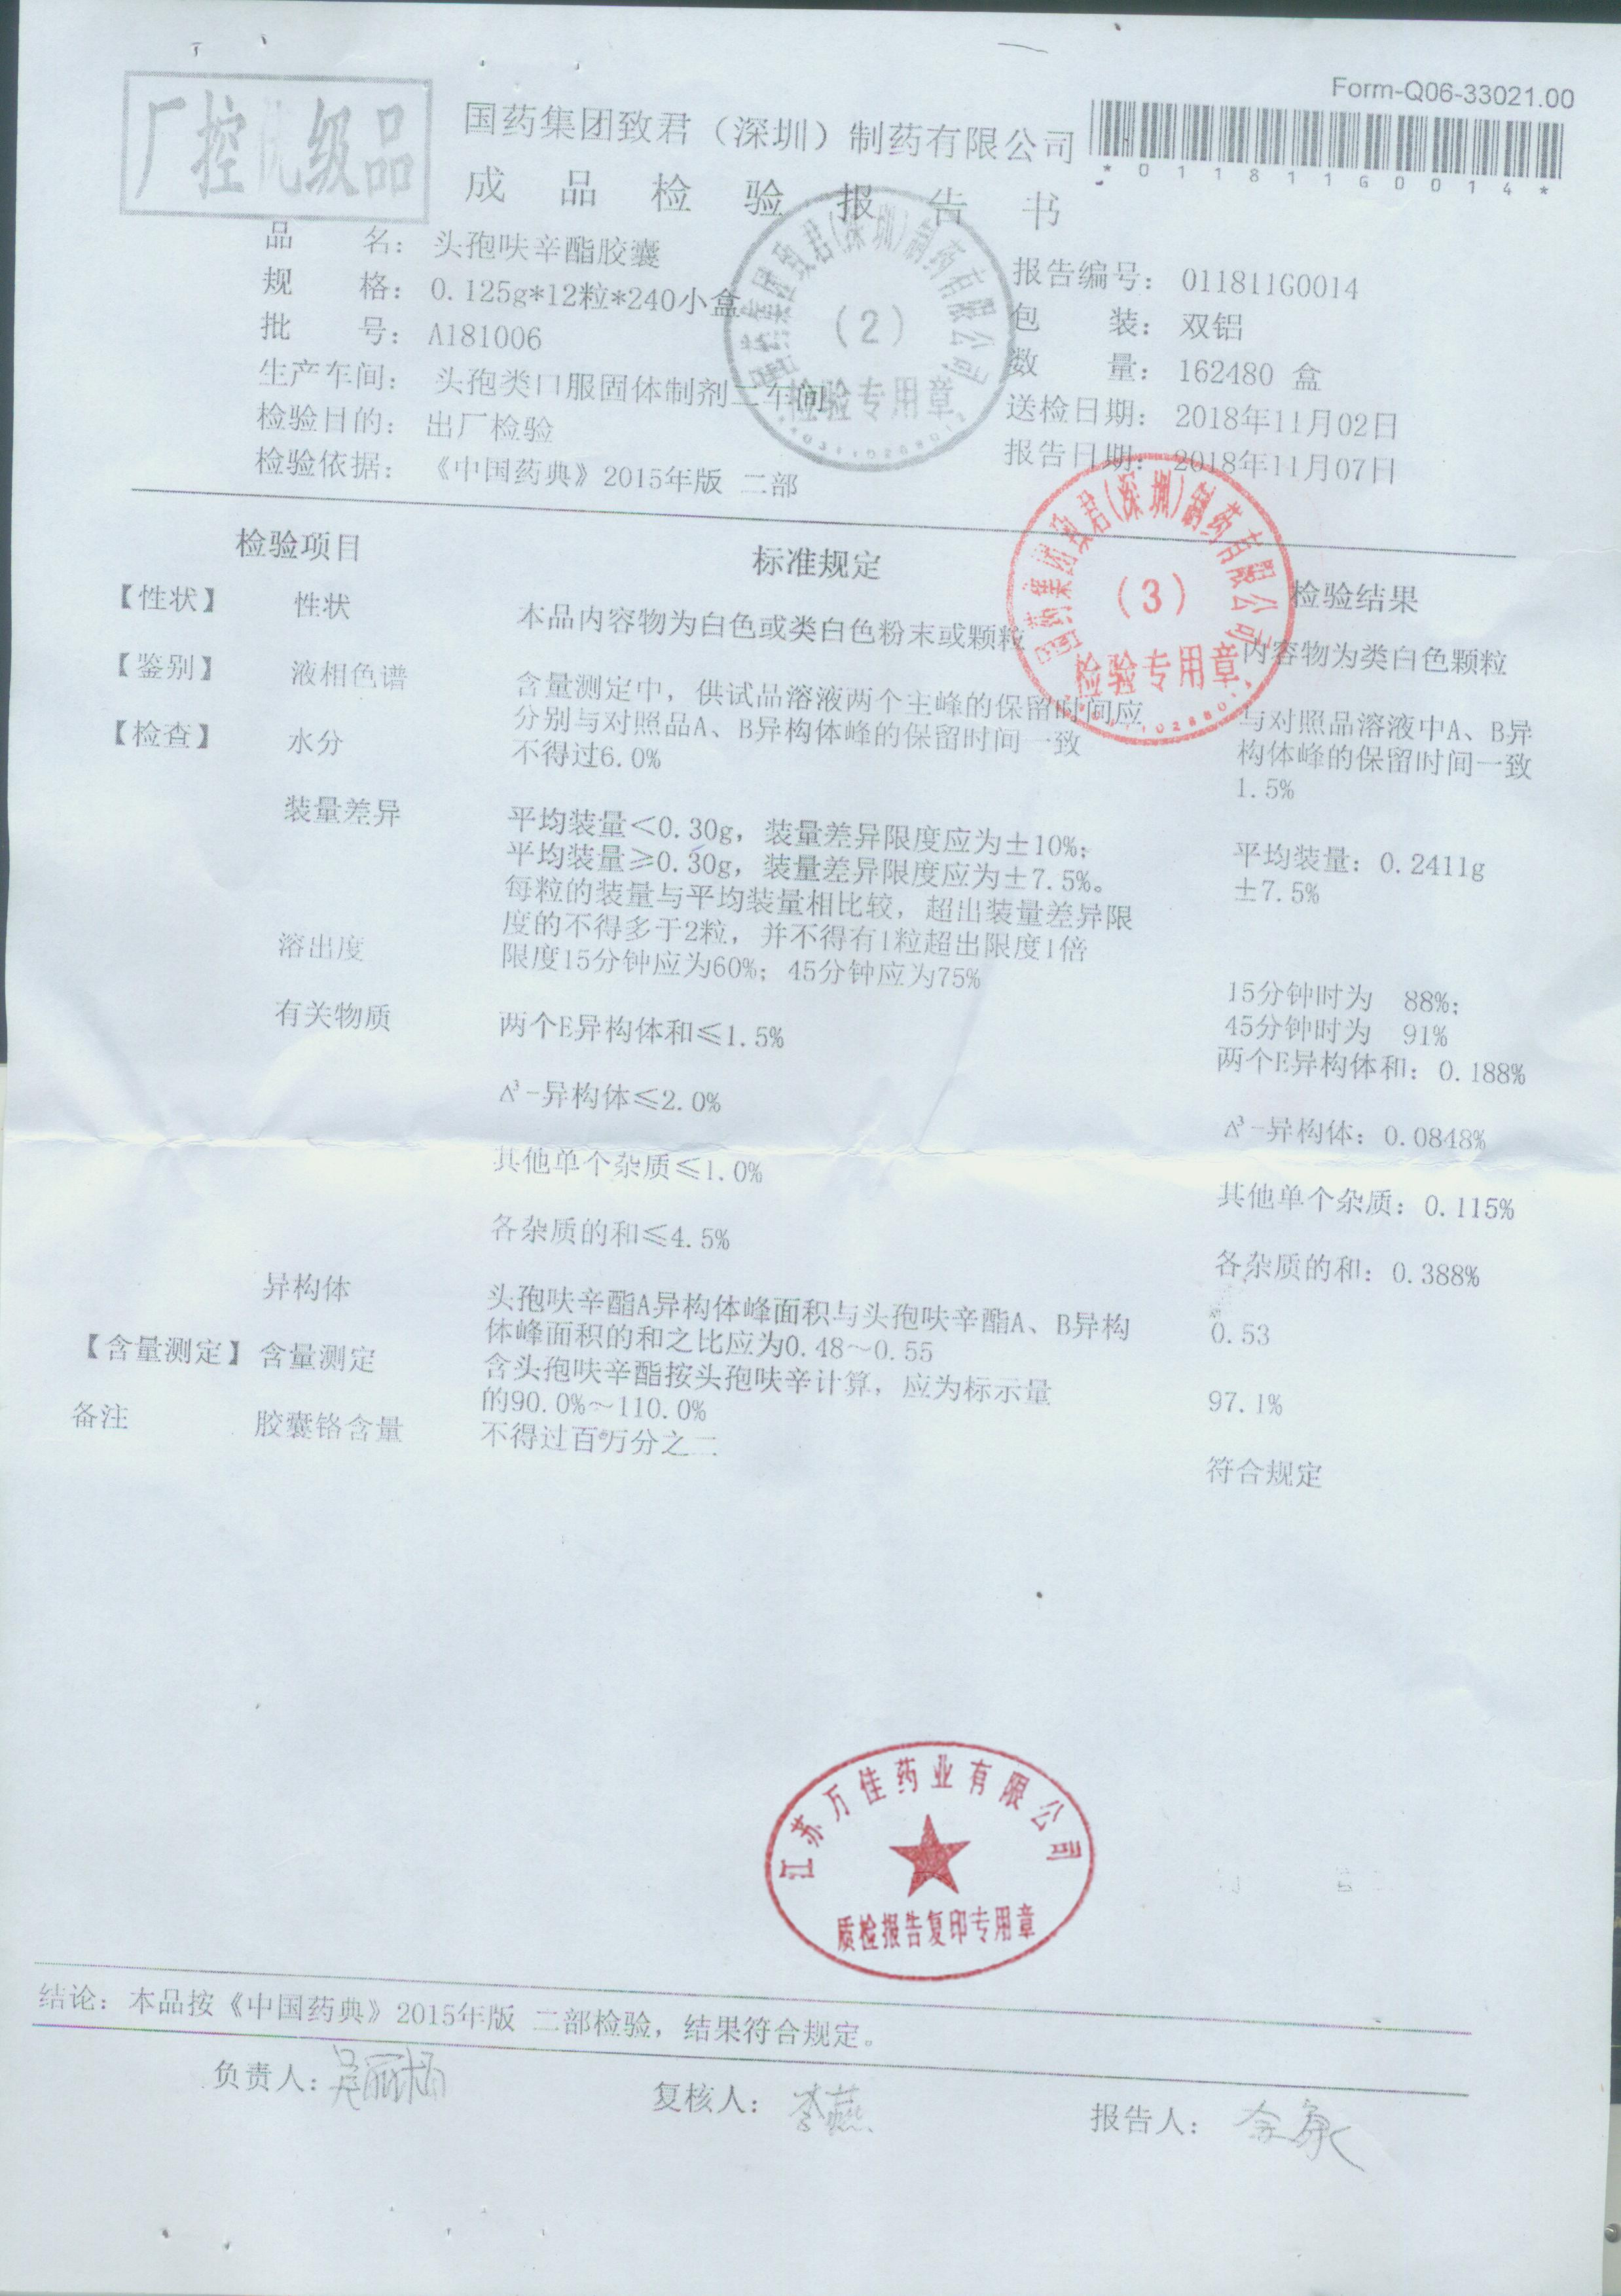 Form-Q06-33021.00
厂控优级品
国药集团致君（深圳）制药有限公司
*011811G0014*
成品检验报告书
品名：头孢呋辛酯胶囊
规格：0.125g*12粒*240小盒
批号：A181006
生产车间：头孢类口服固体制剂二车间
检验目的：出厂检验
检验依据：《中国药典》2015年版 二部
报告编号：011811G0014
包装：双铝
数量：162480 盒
送检日期：2018年11月02日
报告日期：2018年11月07日
国药集团致君(深圳)制药有限公司
（2）
检验专用章
国药集团致君(深圳)制药有限公司
（3）
检验专用章
检验项目 标准规定 检验结果
【性状】 性状 本品内容物为白色或类白色粉末或颗粒 内容物为类白色颗粒
【鉴别】 液相色谱 含量测定中，供试品溶液两个主峰的保留时间应 与对照品溶液中A、B异
分别与对照品A、B异构体峰的保留时间一致 构体峰的保留时间一致
【检查】 水分 不得过6.0% 1.5%
装量差异 平均装量＜0.30g，装量差异限度应为±10%； 平均装量：0.2411g
平均装量≥0.30g，装量差异限度应为±7.5%。 ±7.5%
每粒的装量与平均装量相比较，超出装量差异限
度的不得多于2粒，并不得有1粒超出限度1倍
溶出度 限度15分钟应为60%；45分钟应为75% 15分钟时为 88%；
45分钟时为 91%
有关物质 两个E异构体和≤1.5% 两个E异构体和：0.188%
Δ³-异构体≤2.0% Δ³-异构体：0.0848%
其他单个杂质≤1.0% 其他单个杂质：0.115%
各杂质的和≤4.5% 各杂质的和：0.388%
异构体 头孢呋辛酯A异构体峰面积与头孢呋辛酯A、B异构 0.53
体峰面积的和之比应为0.48～0.55
【含量测定】 含量测定 含头孢呋辛酯按头孢呋辛计算，应为标示量 97.1%
的90.0%～110.0%
备注 胶囊铬含量 不得过百万分之二 符合规定
江苏万佳药业有限公司
质检报告复印专用章
结论：本品按《中国药典》2015年版 二部检验，结果符合规定。
负责人：吴丽杨 复核人：李燕 报告人：